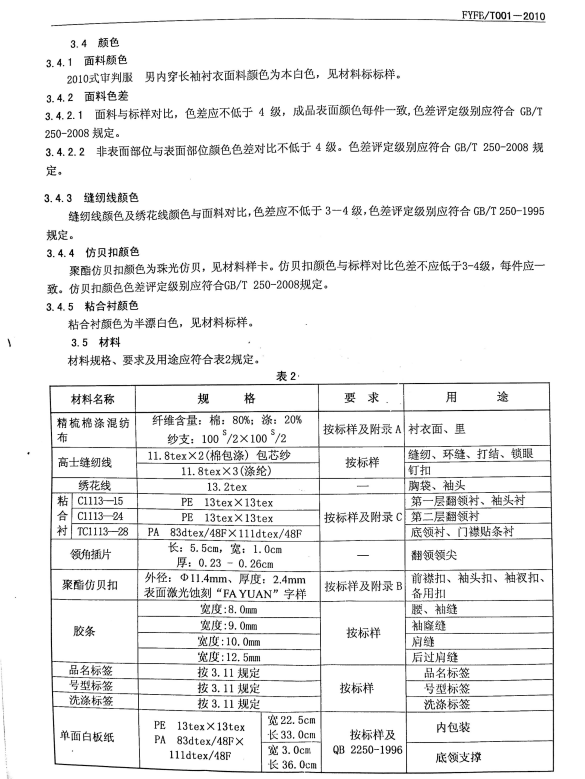 FYFE/T001-2010
3.4 颜色
3.4.1 面料颜色
2010式审判服 男内穿长袖衬衣面料颜色为本白色，见材料标标样。
3.4.2 面料色差
3.4.2.1 面料与标样对比，色差应不低于 4 级，成品表面颜色每件一致,色差评定级别应符合 GB/T
250-2008 规定。
3.4.2.2 非表面部位与表面部位颜色色差对比不低于 4 级。色差评定级别应符合 GB/T 250-2008 规
定。
3.4.3 缝纫线颜色
缝纫线颜色及绣花线颜色与面料对比,色差应不低于 3-4 级,色差评定级别应符合 GB/T 250-1995
规定。
3.4.4 仿贝扣颜色
聚酯仿贝扣颜色为珠光仿贝，见材料样卡。仿贝扣颜色与标样对比色差不应低于3-4级，每件应一
致。仿贝扣颜色色差评定级别应符合GB/T 250-2008规定。
3.4.5 粘合衬颜色
粘合衬颜色为半漂白色，见材料标样。
3.5 材料
材料规格、要求及用途应符合表2规定。
表 2
材料名称 规 格 要 求 用 途
精梳棉涤混纺布 纤维含量：棉：80%；涤：20% 纱支：100 S/2×100 S/2 按标样及附录 A 衬衣面、里
高士缝纫线 11.8tex×2(棉包涤) 包芯纱 按标样 缝纫、环缝、打结、锁眼
11.8tex×3(涤纶) 钉扣
绣花线 13.2tex — 胸袋、袖头
粘合衬 C1113—15 PE 13tex×13tex 按标样及附录 C 第一层翻领衬、袖头衬
C1113—24 PE 13tex×13tex 第二层翻领衬
TC1113—28 PA 83dtex/48F×111dtex/48F 底领衬、门襟贴条衬
领角插片 长：5.5cm，宽：1.0cm 厚：0.23 - 0.26cm — 翻领领尖
聚酯仿贝扣 外径：Φ11.4mm、厚度：2.4mm 表面激光蚀刻“FA YUAN”字样 按标样及附录 B 前襟扣、袖头扣、袖衩扣、备用扣
胶条 宽度:8.0mm 按标样 腰、袖缝
宽度:9.0mm 袖窿缝
宽度:10.0mm 肩缝
宽度:12.5mm 后过肩缝
品名标签 按 3.11 规定 按标样 品名标签
号型标签 按 3.11 规定 号型标签
洗涤标签 按 3.11 规定 洗涤标签
单面白板纸 PE 13tex×13tex PA 83dtex/48F× 111dtex/48F 宽 22.5cm 长 33.0cm 按标样及 QB 2250-1996 内包装
宽 3.0cm 长 36.0cm 底领支撑